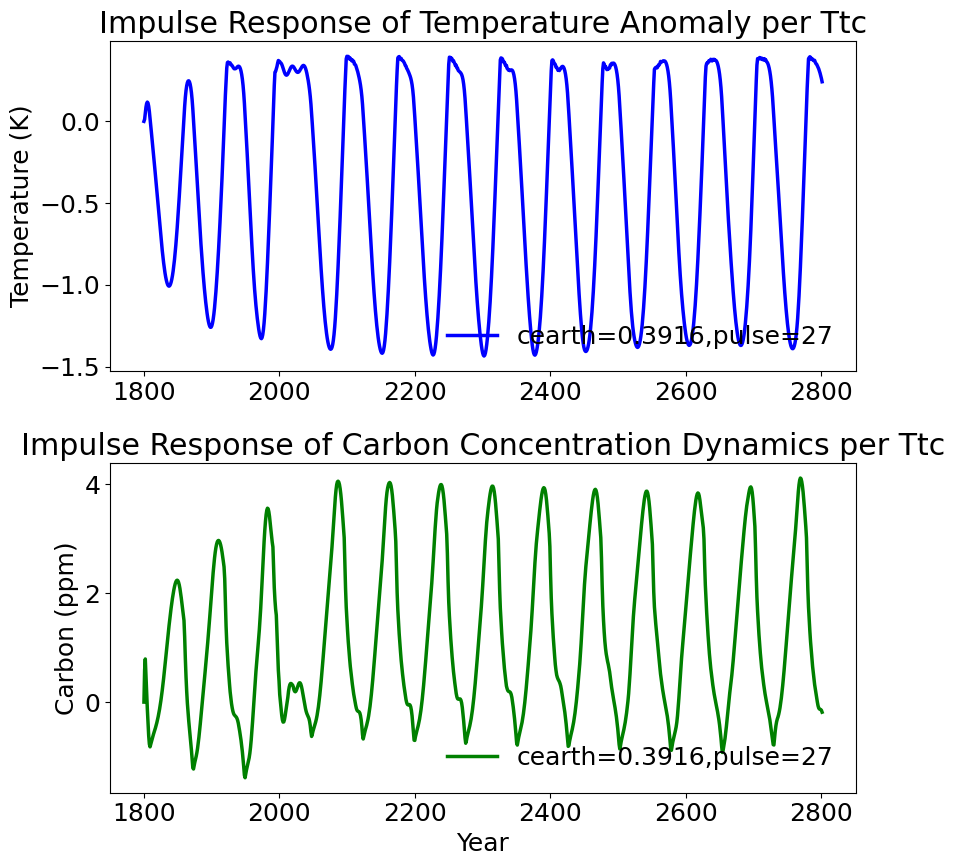 Impulse Response of Temperature Anomaly per Ttc
Temperature (K)
0.0
−0.5
−1.0
−1.5
cearth=0.3916,pulse=27
1800 2000 2200 2400 2600 2800
Impulse Response of Carbon Concentration Dynamics per Ttc
Carbon (ppm)
4
2
0
cearth=0.3916,pulse=27
1800 2000 2200 2400 2600 2800
Year